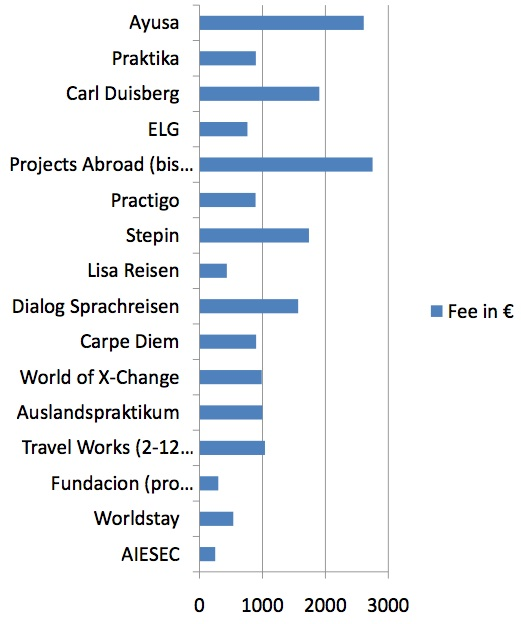 Ayusa
Praktika
Carl Duisberg
ELG
Projects Abroad (bis...
Practigo
Stepin
Lisa Reisen
Dialog Sprachreisen
Fee in €
Carpe Diem
World of X-Change
Auslandspraktikum
Travel Works (2-12...
Fundacion (pro...
Worldstay
AIESEC
0 1000 2000 3000